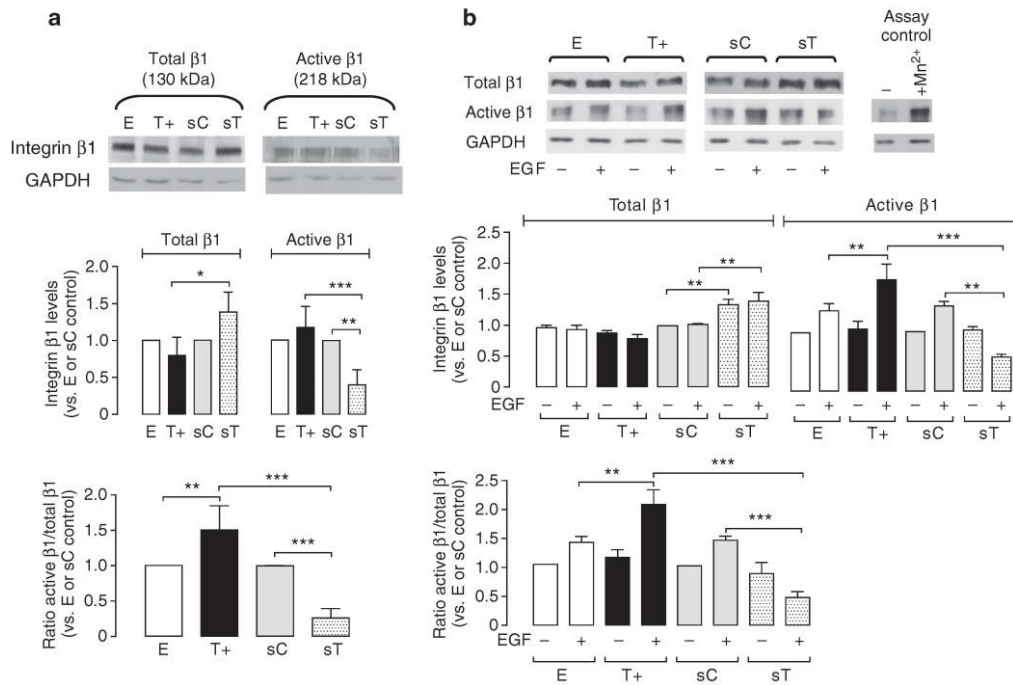 a
Total β1
(130 kDa)
Active β1
(218 kDa)
E T+ sC sT
E T+ sC sT
Integrin β1
GAPDH
Total β1
Active β1
Integrin β1 levels
(vs. E or sC control)
2.0
1.5
1.0
0.5
0
*
***
**
E T+ sC sT
E T+ sC sT
Ratio active β1/total β1
(vs. E or sC control)
2.0
1.5
1.0
0.5
0
**
***
***
E T+ sC sT
b
E T+ sC sT
Assay
control
– +Mn2+
Total β1
Active β1
GAPDH
EGF – + – + – + – +
Total β1
Active β1
Integrin β1 levels
(vs. E or sC control)
2.5
2.0
1.5
1.0
0.5
0
**
**
**
***
**
EGF – + – + – + – +
– + – + – + – +
E T+ sC sT
E T+ sC sT
Ratio active β1/total β1
(vs. E or sC control)
2.5
2.0
1.5
1.0
0.5
0
**
***
***
EGF – + – + – + – +
E T+ sC sT